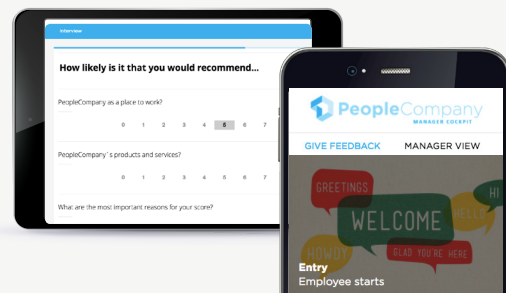 Interview
How likely is it that you would recommend...
PeopleCompany as a place to work?
0 1 2 3 4 5 6 7
PeopleCompany`s products and services?
0 1 2 3 4 5 6 7
What are the most important reasons for your score?
PeopleCompany
MANAGER COCKPIT
GIVE FEEDBACK MANAGER VIEW
GREETINGS
HI
WELCOME
HELLO
HOWDY
GLAD YOU'RE HERE
Entry
Employee starts